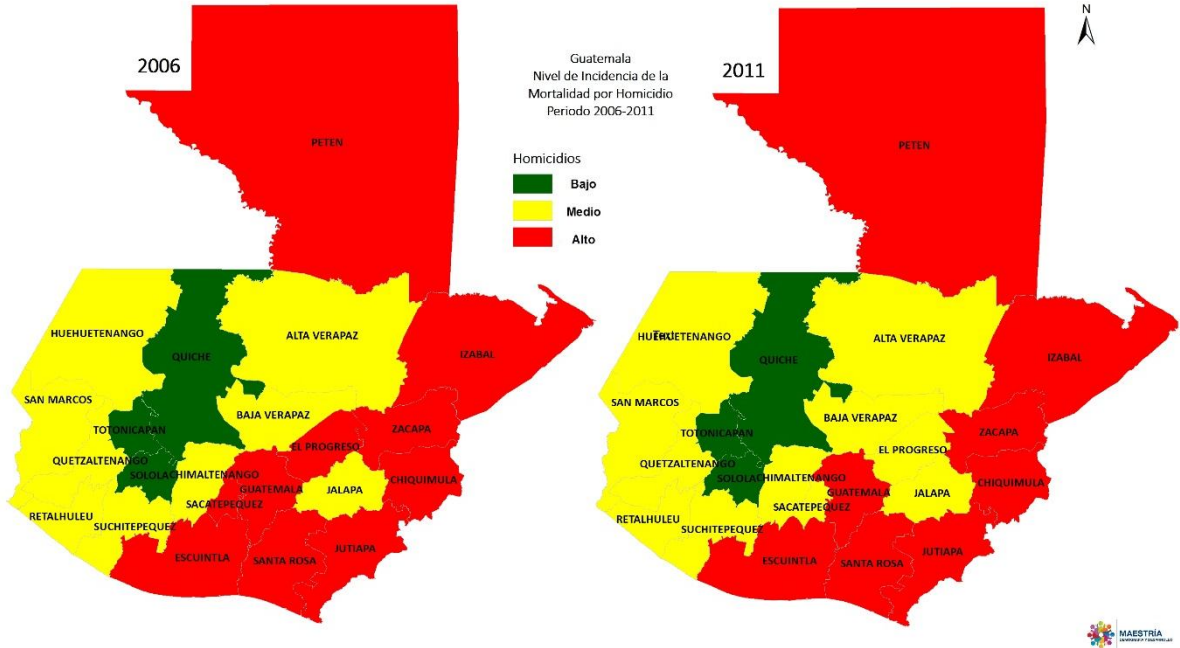 2006
Guatemala
Nivel de Incidencia de la
Mortalidad por Homicidio
Periodo 2006-2011
Homicidios
Bajo
Medio
Alto
2011
N
PETEN
HUEHUETENANGO
ALTA VERAPAZ
QUICHE
IZABAL
SAN MARCOS
BAJA VERAPAZ
TOTONICAPAN
ZACAPA
EL PROGRESO
QUETZALTENANGO
SOLOLA
CHIMALTENANGO
CHIQUIMULA
GUATEMALA
JALAPA
RETALHULEU
SACATEPEQUEZ
SUCHITEPEQUEZ
ESCUINTLA
SANTA ROSA
JUTIAPA
PETEN
HUEHUETENANGO
ALTA VERAPAZ
QUICHE
IZABAL
SAN MARCOS
BAJA VERAPAZ
TOTONICAPAN
ZACAPA
EL PROGRESO
QUETZALTENANGO
SOLOLA
CHIMALTENANGO
CHIQUIMULA
GUATEMALA
JALAPA
RETALHULEU
SACATEPEQUEZ
SUCHITEPEQUEZ
ESCUINTLA
SANTA ROSA
JUTIAPA
MAESTRÍA